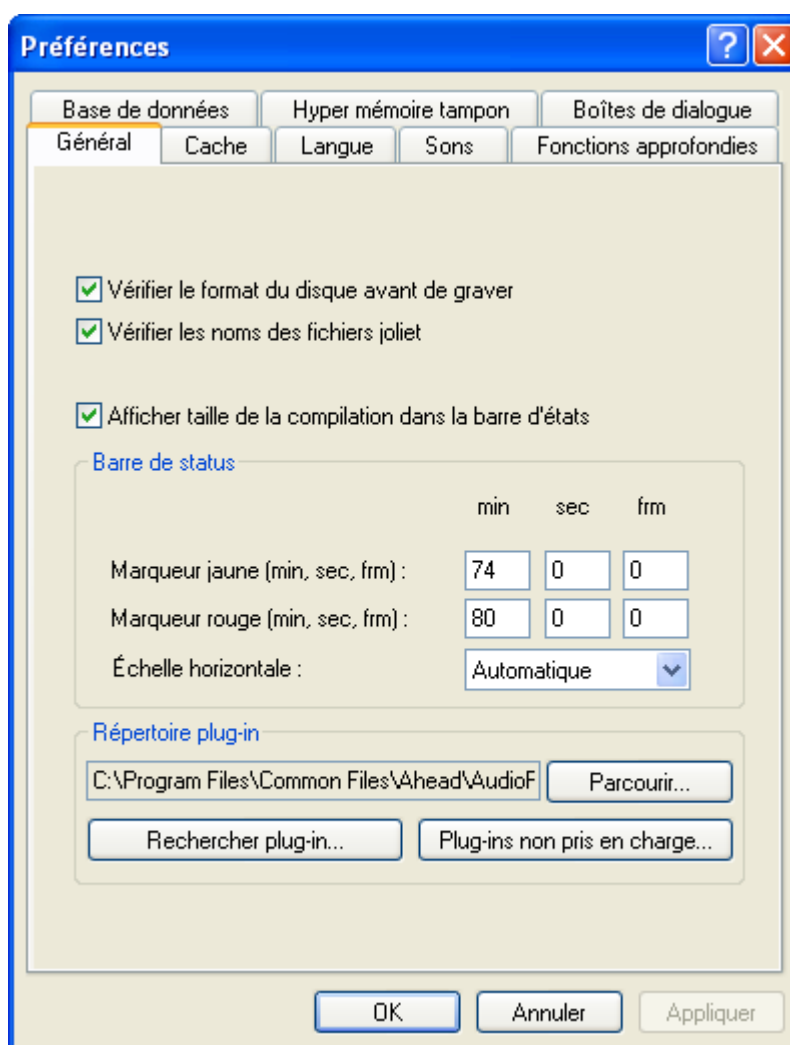 Préférences
Base de données Hyper mémoire tampon Boîtes de dialogue
Général Cache Langue Sons Fonctions approfondies
Vérifier le format du disque avant de graver
Vérifier les noms des fichiers joliet
Afficher taille de la compilation dans la barre d'états
Barre de status
min sec frm
Marqueur jaune (min, sec, frm) : 74 0 0
Marqueur rouge (min, sec, frm) : 80 0 0
Échelle horizontale : Automatique
Répertoire plug-in
C:\Program Files\Common Files\Ahead\AudioF Parcourir...
Rechercher plug-in... Plug-ins non pris en charge...
OK Annuler Appliquer